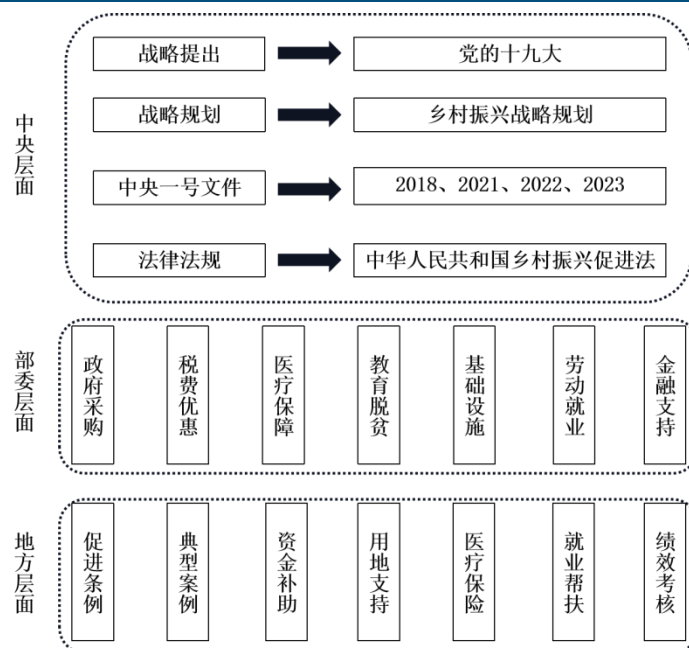 中央层面
战略提出
党的十九大
战略规划
乡村振兴战略规划
中央一号文件
2018、2021、2022、2023
法律法规
中华人民共和国乡村振兴促进法
部委层面
政府采购
税费优惠
医疗保障
教育脱贫
基础设施
劳动就业
金融支持
地方层面
促进条例
典型案例
资金补助
用地支持
医疗保险
就业帮扶
绩效考核